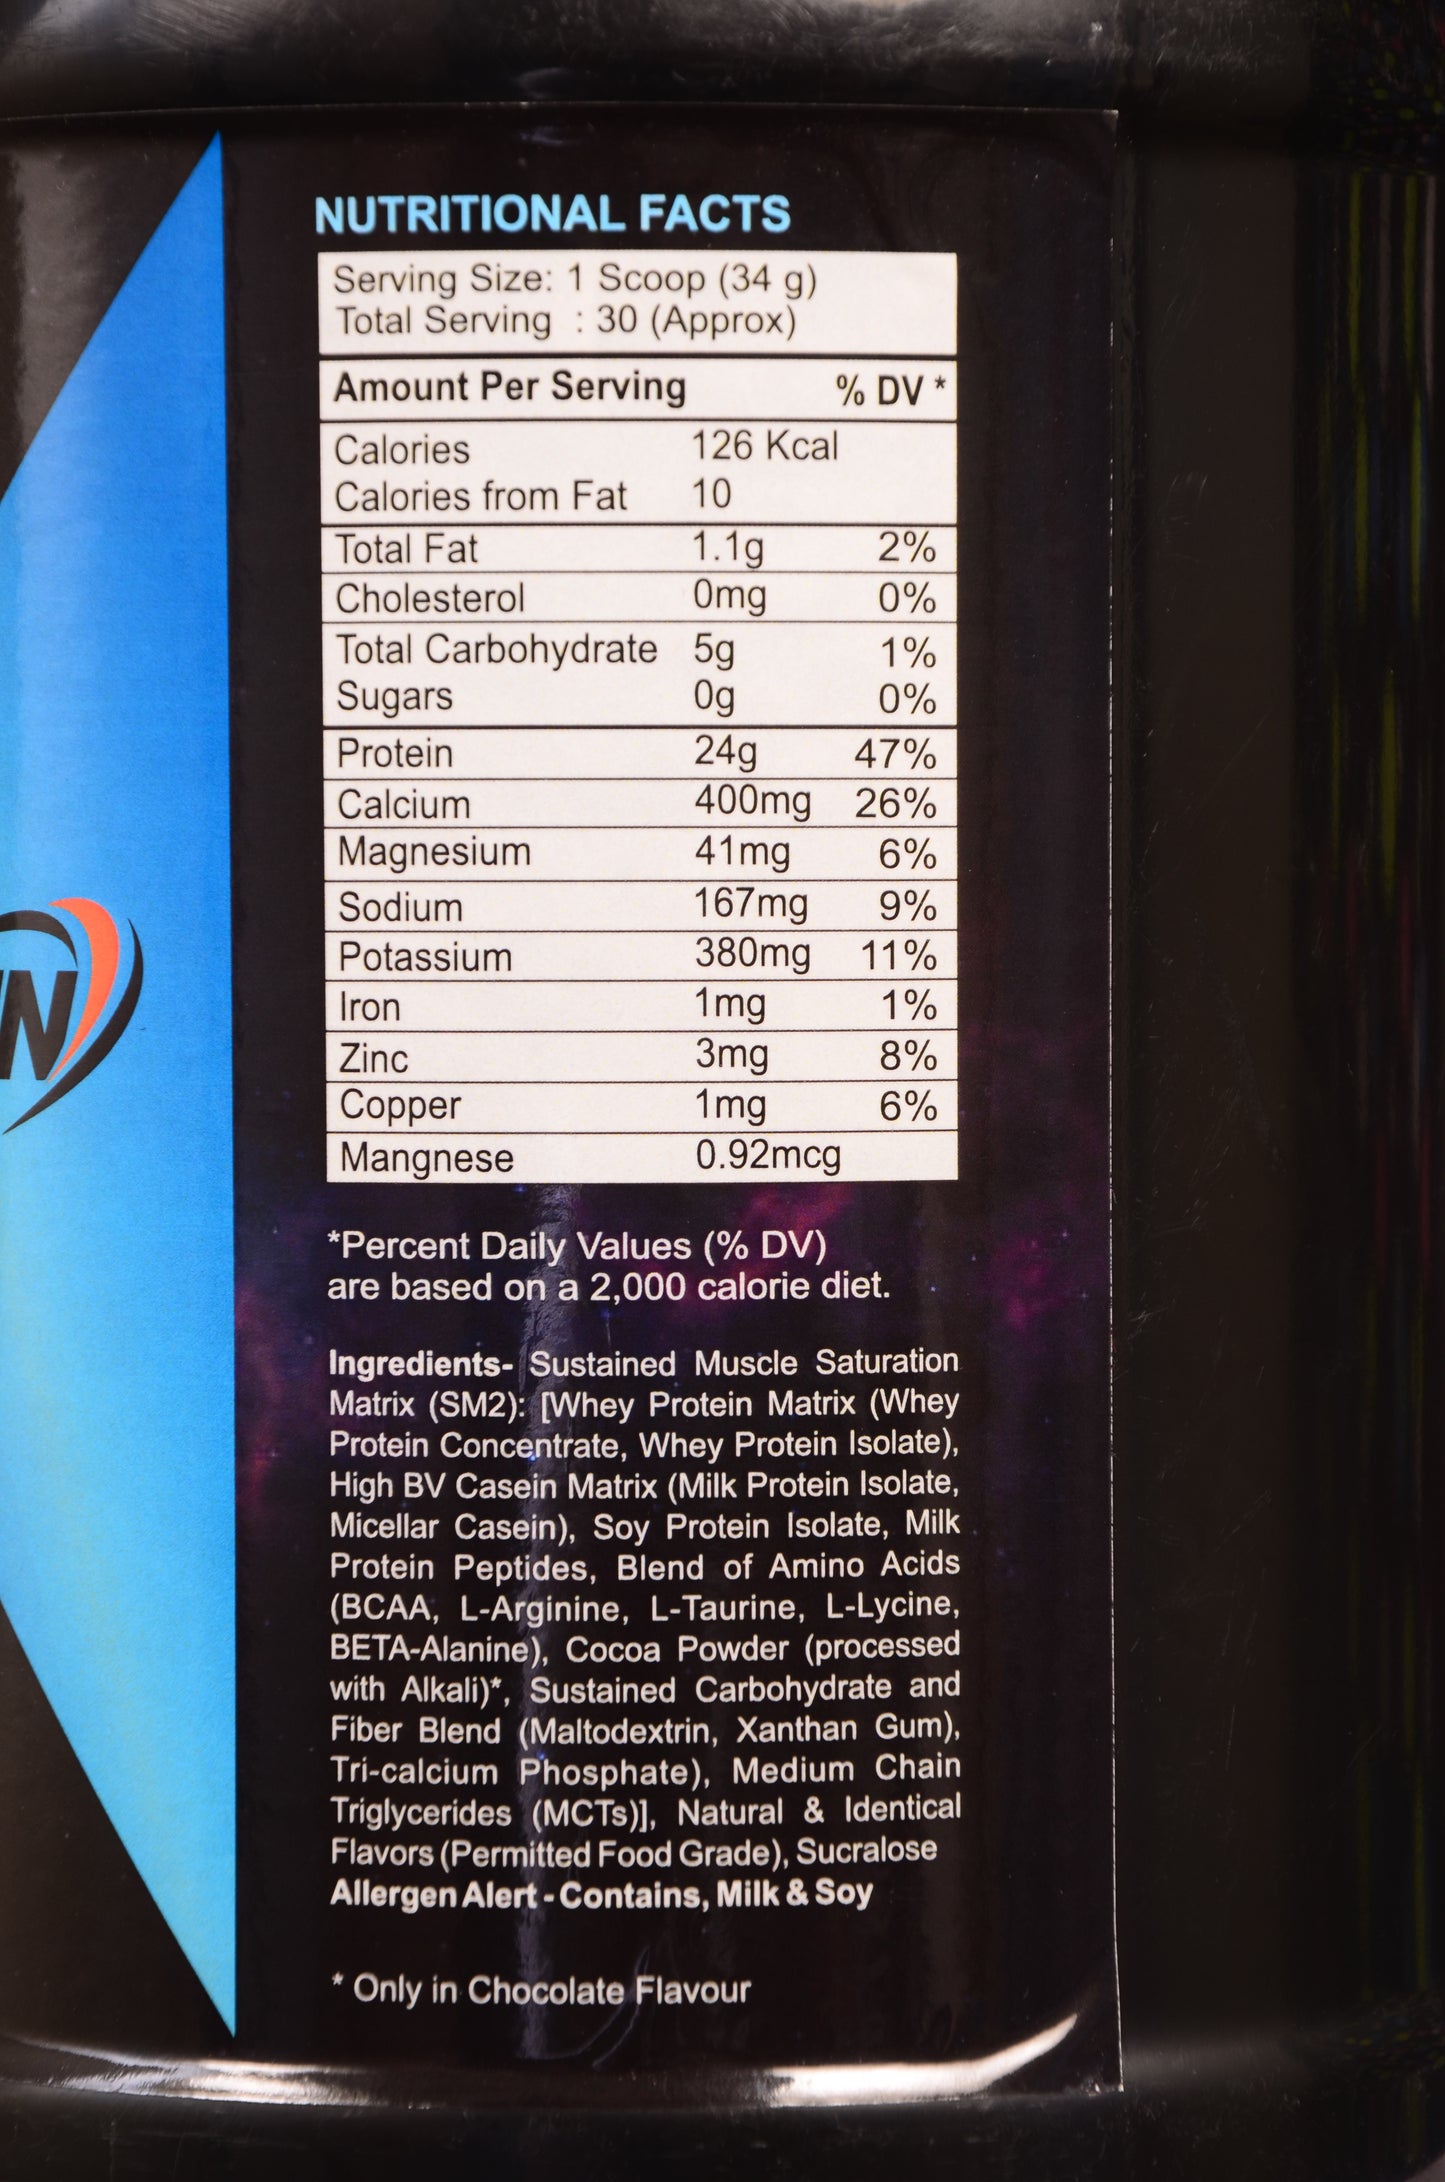 NUTRITIONAL FACTS
Serving Size: 1 Scoop (34 g)
Total Serving : 30 (Approx)
Amount Per Serving % DV *
Calories 126 Kcal
Calories from Fat 10
Total Fat 1.1g 2%
Cholesterol 0mg 0%
Total Carbohydrate 5g 1%
Sugars 0g 0%
Protein 24g 47%
Calcium 400mg 26%
Magnesium 41mg 6%
Sodium 167mg 9%
Potassium 380mg 11%
Iron 1mg 1%
Zinc 3mg 8%
Copper 1mg 6%
Mangnese 0.92mcg
*Percent Daily Values (% DV)
are based on a 2,000 calorie diet.
Ingredients- Sustained Muscle Saturation
Matrix (SM2): [Whey Protein Matrix (Whey
Protein Concentrate, Whey Protein Isolate),
High BV Casein Matrix (Milk Protein Isolate,
Micellar Casein), Soy Protein Isolate, Milk
Protein Peptides, Blend of Amino Acids
(BCAA, L-Arginine, L-Taurine, L-Lycine,
BETA-Alanine), Cocoa Powder (processed
with Alkali)*, Sustained Carbohydrate and
Fiber Blend (Maltodextrin, Xanthan Gum),
Tri-calcium Phosphate), Medium Chain
Triglycerides (MCTs)], Natural & Identical
Flavors (Permitted Food Grade), Sucralose
Allergen Alert - Contains, Milk & Soy
* Only in Chocolate Flavour